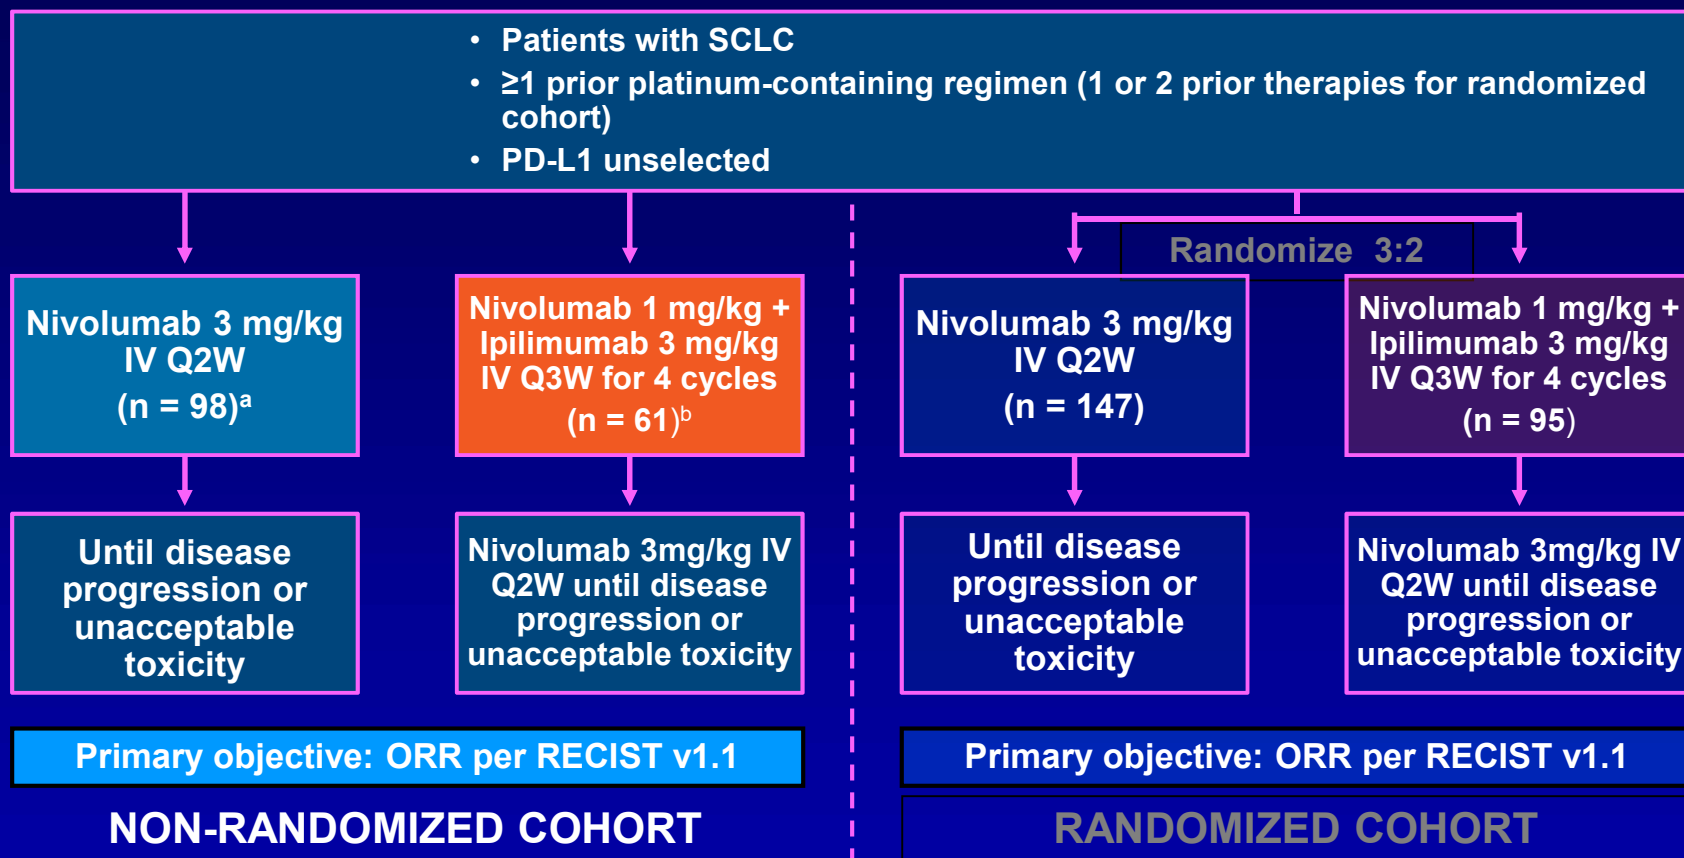 • Patients with SCLC
• ≥1 prior platinum-containing regimen (1 or 2 prior therapies for randomized
cohort)
• PD-L1 unselected
Randomize 3:2
Nivolumab 3 mg/kg
IV Q2W
(n = 98)a
Nivolumab 1 mg/kg +
Ipilimumab 3 mg/kg
IV Q3W for 4 cycles
(n = 61)b
Nivolumab 3 mg/kg
IV Q2W
(n = 147)
Nivolumab 1 mg/kg +
Ipilimumab 3 mg/kg
IV Q3W for 4 cycles
(n = 95)
Until disease
progression or
unacceptable
toxicity
Nivolumab 3mg/kg IV
Q2W until disease
progression or
unacceptable toxicity
Until disease
progression or
unacceptable
toxicity
Nivolumab 3mg/kg IV
Q2W until disease
progression or
unacceptable toxicity
Primary objective: ORR per RECIST v1.1
Primary objective: ORR per RECIST v1.1
NON-RANDOMIZED COHORT
RANDOMIZED COHORT